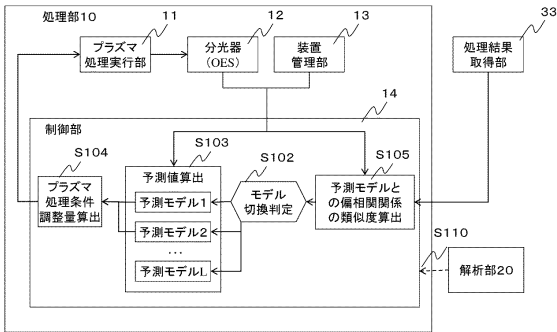 処理部10
11
プラズマ
処理実行部
12
分光器
(OES)
13
装置
管理部
33
処理結果
取得部
14
制御部
S104
プラズマ
処理条件
調整量算出
S103
予測値算出
予測モデル1
予測モデル2
…
予測モデルL
S102
モデル
切換判定
S105
予測モデルと
の偏相関関係
の類似度算出
S110
解析部20